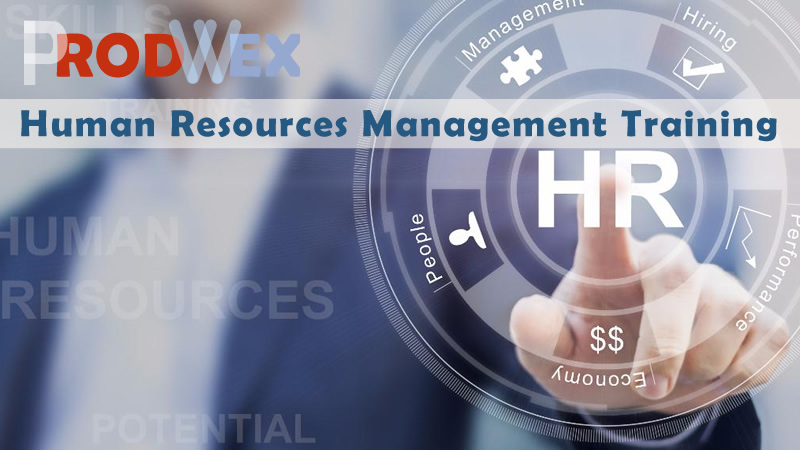 SKILLS
PRODWEX
TRAINING
Human Resources Management Training
Management
Hiring
HR
People
Performance
$$
Economy
HUMAN
RESOURCES
POTENTIAL